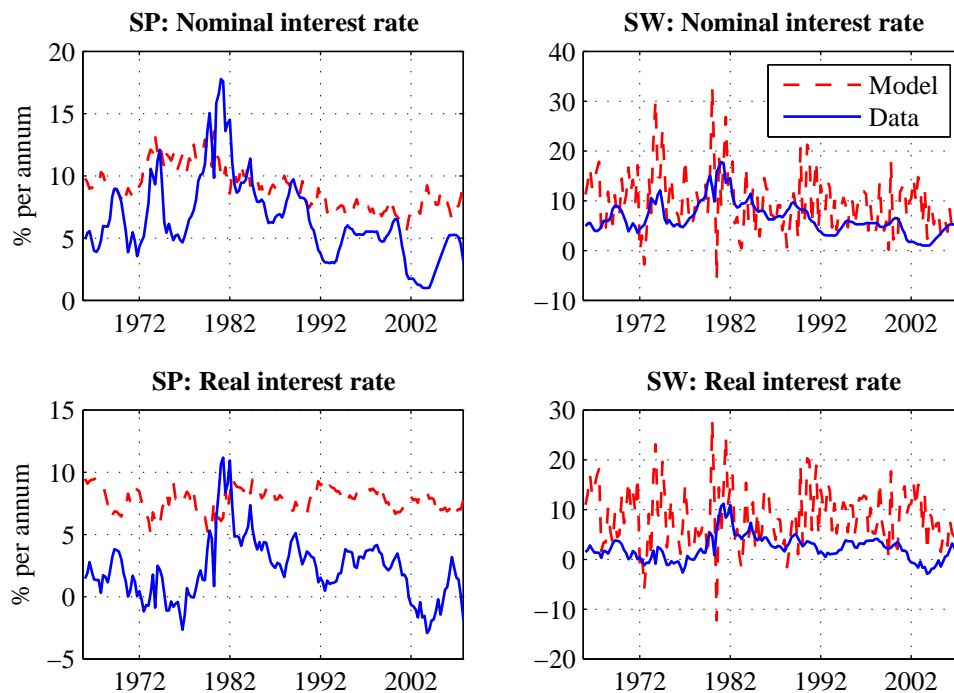 SP: Nominal interest rate
% per annum
20
15
10
5
0
1972 1982 1992 2002
SW: Nominal interest rate
40
30
20
10
0
−10
Model
Data
1972 1982 1992 2002
SP: Real interest rate
% per annum
15
10
5
0
−5
1972 1982 1992 2002
SW: Real interest rate
30
20
10
0
−10
−20
1972 1982 1992 2002